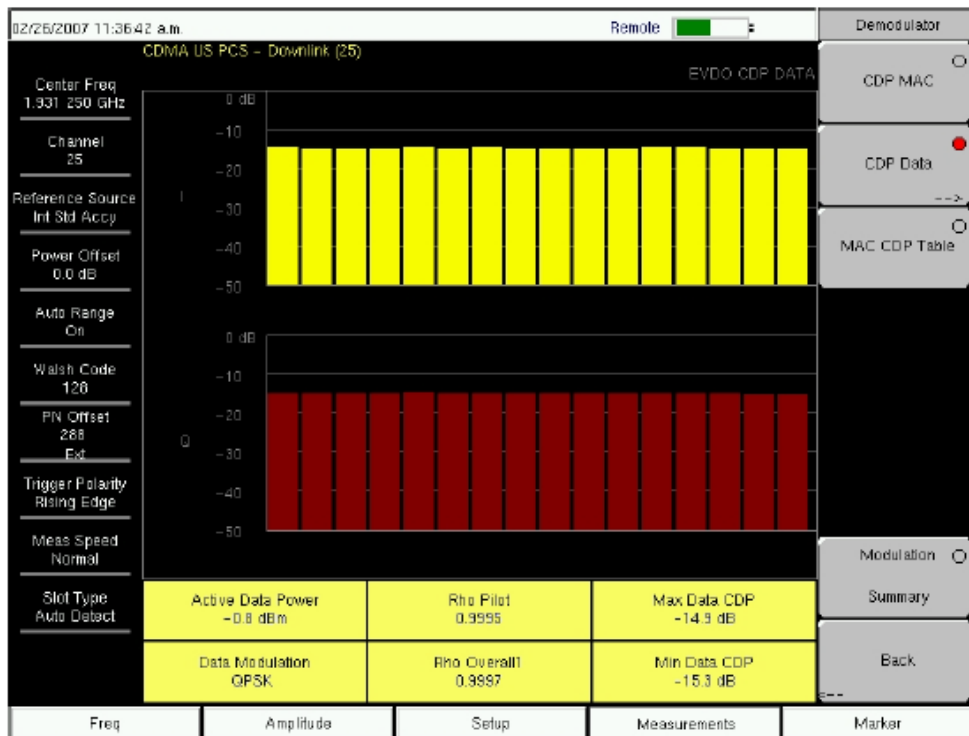 02/26/2007 11:36:42 a.m.
Remote
Demodulator
CDMA US PCS - Downlink (25)
EVDO CDP DATA
Center Freq
1.931 250 GHz
Channel
25
Reference Source
Int Std Accy
Power Offset
0.0 dB
Auto Range
On
Walsh Code
128
PN Offset
288
Ext
Trigger Polarity
Rising Edge
Meas Speed
Normal
Slot Type
Auto Detect
I
0 dB
-10
-20
-30
-40
-50
Q
0 dB
-10
-20
-30
-40
-50
CDP MAC
CDP Data
-->
MAC CDP Table
Modulation
Summary
Back
<--
Active Data Power
-0.8 dBm
Rho Pilot
0.9995
Max Data CDP
-14.9 dB
Data Modulation
QPSK
Rho Overall1
0.9997
Min Data CDP
-15.3 dB
Freq
Amplitude
Setup
Measurements
Marker